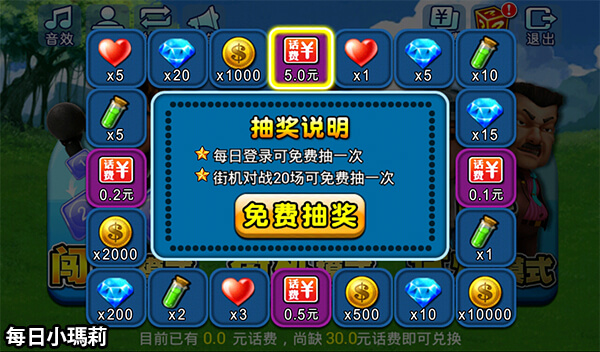 音效
退出
x5
x20
x1000
话费¥
5.0元
x1
x5
x10
x5
x15
话费¥
0.2元
抽奖说明
每日登录可免费抽一次
街机对战20场可免费抽一次
免费抽奖
话费¥
0.1元
x2000
x1
闯
式
x200
x2
x3
话费¥
0.5元
x500
x10
x10000
每日小瑪莉
目前已有 0.0 元话费，尚缺 30.0元话费即可兑换